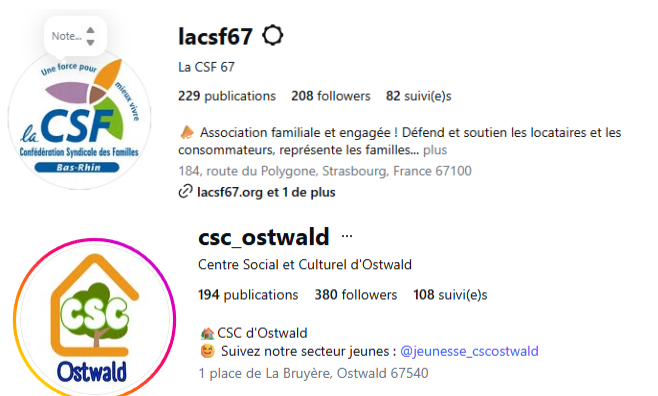 Note...
lacsf67
La CSF 67
229 publications 208 followers 82 suivi(e)s
📣 Association familiale et engagée ! Défend et soutien les locataires et les
consommateurs, représente les familles... plus
184, route du Polygone, Strasbourg, France 67100
lacsf67.org et 1 de plus
Une force pour mieux vivre
la CSF
Confédération Syndicale des Familles
Bas-Rhin
csc_ostwald ...
Centre Social et Culturel d'Ostwald
194 publications 380 followers 108 suivi(e)s
🏠CSC d'Ostwald
😊 Suivez notre secteur jeunes : @jeunesse_cscostwald
1 place de La Bruyère, Ostwald 67540
CSC
Ostwald